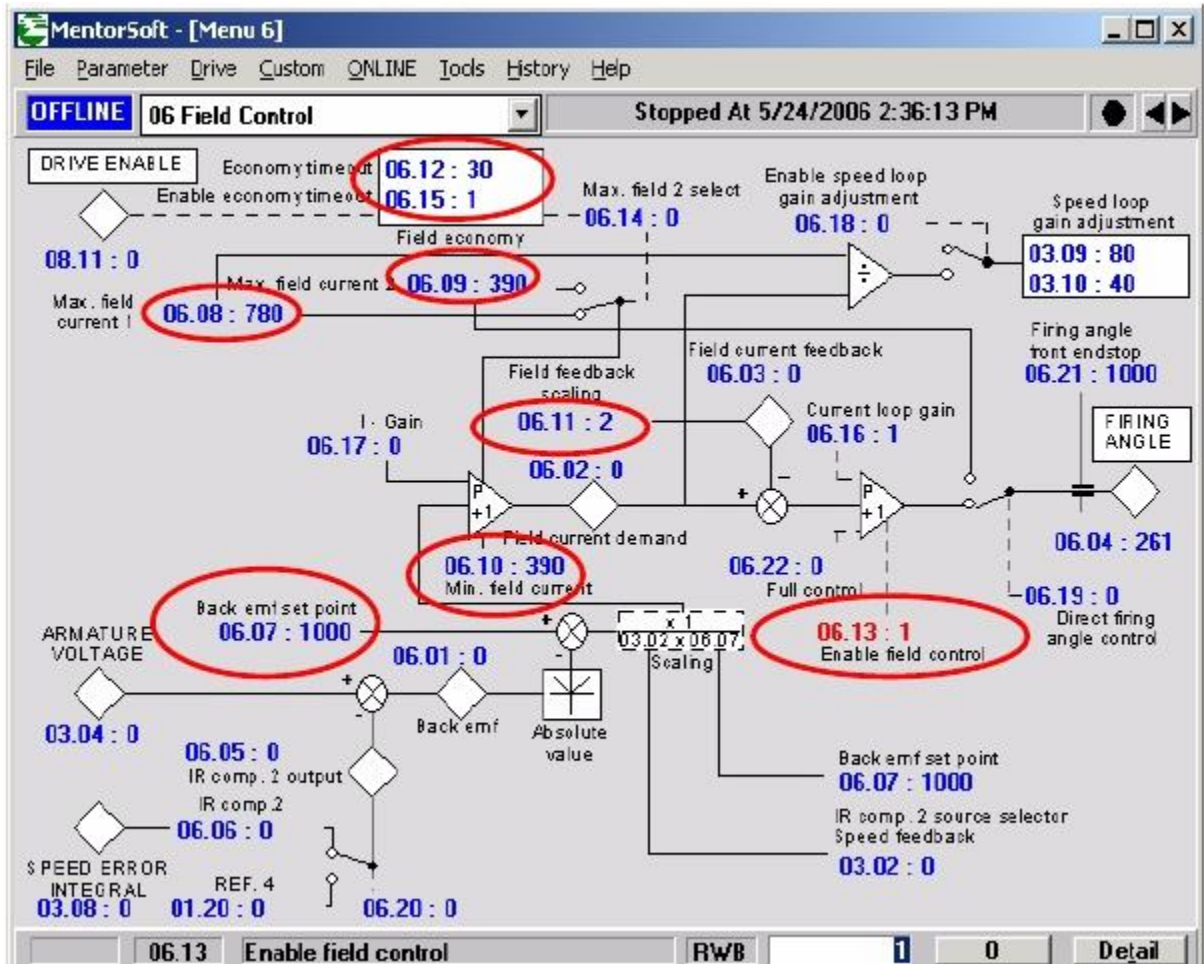 MentorSoft - [Menu 6]
File Parameter Drive Custom ONLINE Tools History Help
OFFLINE 06 Field Control Stopped At 5/24/2006 2:36:13 PM
DRIVE ENABLE
08.11 : 0
Economy timeout 06.12 : 30
Enable economy timeout 06.15 : 1
Field economy
Max. field 2 select
06.14 : 0
Enable speed loop
gain adjustment
06.18 : 0
Speed loop
gain adjustment
03.09 : 80
03.10 : 40
÷
Max. field current 2 06.09 : 390
Max. field
current 1
06.08 : 780
Firing angle
front endstop
06.21 : 1000
Field current feedback
06.03 : 0
Field feedback
scaling
06.11 : 2
Current loop gain
06.16 : 1
FIRING
ANGLE
I - Gain
06.17 : 0
06.02 : 0
P
+1
+
-
P
+1
Field current demand
06.04 : 261
06.10 : 390
Min. field current
06.22 : 0
Full control
06.19 : 0
Direct firing
angle control
Back emf set point
06.07 : 1000
+
-
x 1
03.02 x 06.07
Scaling
06.13 : 1
Enable field control
ARMATURE
VOLTAGE
03.04 : 0
+
-
06.01 : 0
Back emf
Absolute
value
06.05 : 0
IR comp. 2 output
Back emf set point
06.07 : 1000
IR comp.2
06.06 : 0
IR comp. 2 source selector
Speed feedback
03.02 : 0
SPEED ERROR
INTEGRAL
03.08 : 0
REF. 4
01.20 : 0
06.20 : 0
06.13 Enable field control RWB 1 0 Detail